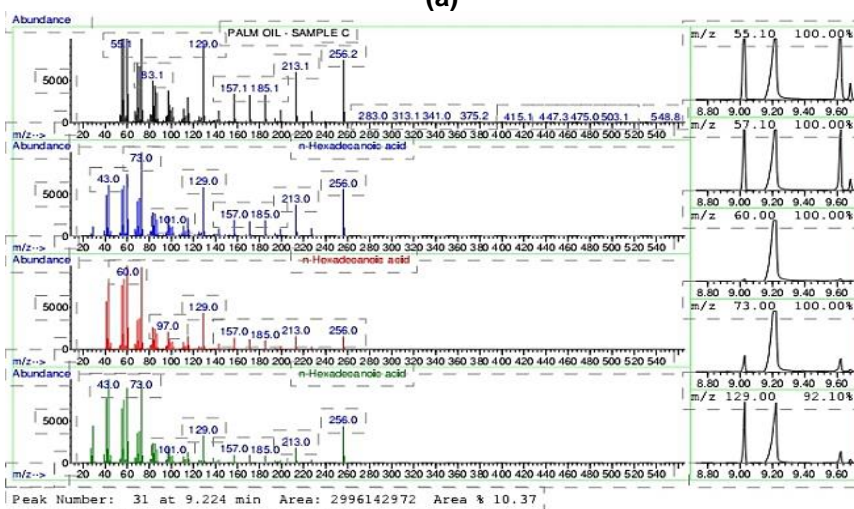 (a)
Abundance
PALM OIL - SAMPLE C
55.1 129.0 256.2
83.1 213.1
157.1 185.1
5000
283.0 313.1 341.0 375.2 415.1 447.3 475.0 503.1 548.8
20 40 60 80 100 120 140 160 180 200 220 240 260 280 300 320 340 360 380 400 420 440 460 480 500 520 540
m/z-->
Abundance
n-Hexadecanoic acid
73.0
43.0 129.0 256.0
213.0
5000
101.0 157.0 185.0
20 40 60 80 100 120 140 160 180 200 220 240 260 280 300 320 340 360 380 400 420 440 460 480 500 520 540
m/z-->
Abundance
n-Hexadecanoic acid
60.0
5000
129.0
97.0
157.0 185.0 213.0 256.0
20 40 60 80 100 120 140 160 180 200 220 240 260 280 300 320 340 360 380 400 420 440 460 480 500 520 540
m/z-->
Abundance
n-Hexadecanoic acid
43.0 73.0
5000
129.0 256.0
101.0 157.0 185.0 213.0
20 40 60 80 100 120 140 160 180 200 220 240 260 280 300 320 340 360 380 400 420 440 460 480 500 520 540
m/z-->
m/z 55.10 100.00%
8.80 9.00 9.20 9.40 9.60
m/z 57.10 100.00%
8.80 9.00 9.20 9.40 9.60
m/z 60.00 100.00%
8.80 9.00 9.20 9.40 9.60
m/z 73.00 100.00%
8.80 9.00 9.20 9.40 9.60
m/z 129.00 92.10%
8.80 9.00 9.20 9.40 9.60
Peak Number: 31 at 9.224 min Area: 2996142972 Area % 10.37